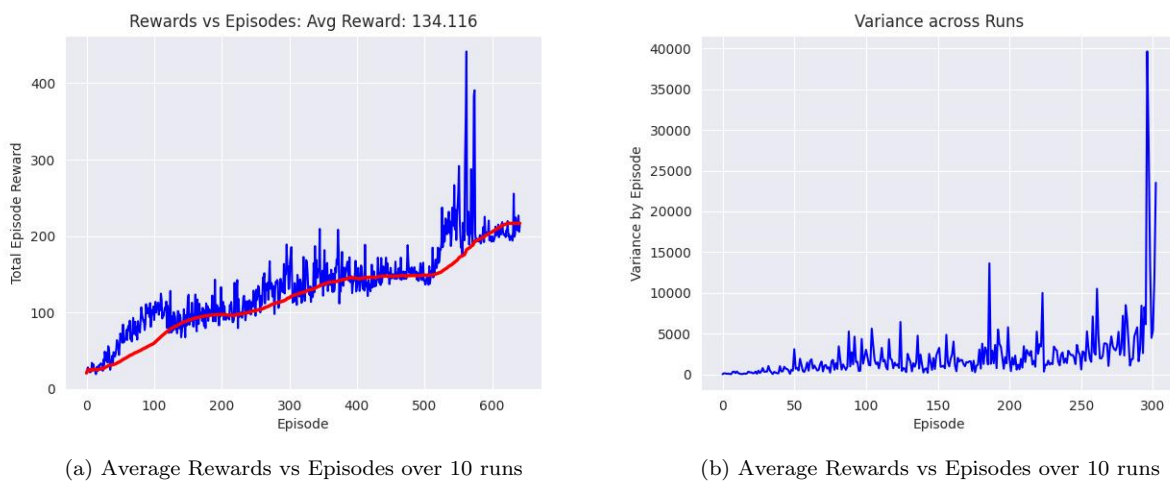 Rewards vs Episodes: Avg Reward: 134.116
Total Episode Reward
400
300
200
100
0
0 100 200 300 400 500 600
Episode
(a) Average Rewards vs Episodes over 10 runs
Variance across Runs
Variance by Episode
40000
35000
30000
25000
20000
15000
10000
5000
0
0 50 100 150 200 250 300
Episode
(b) Average Rewards vs Episodes over 10 runs